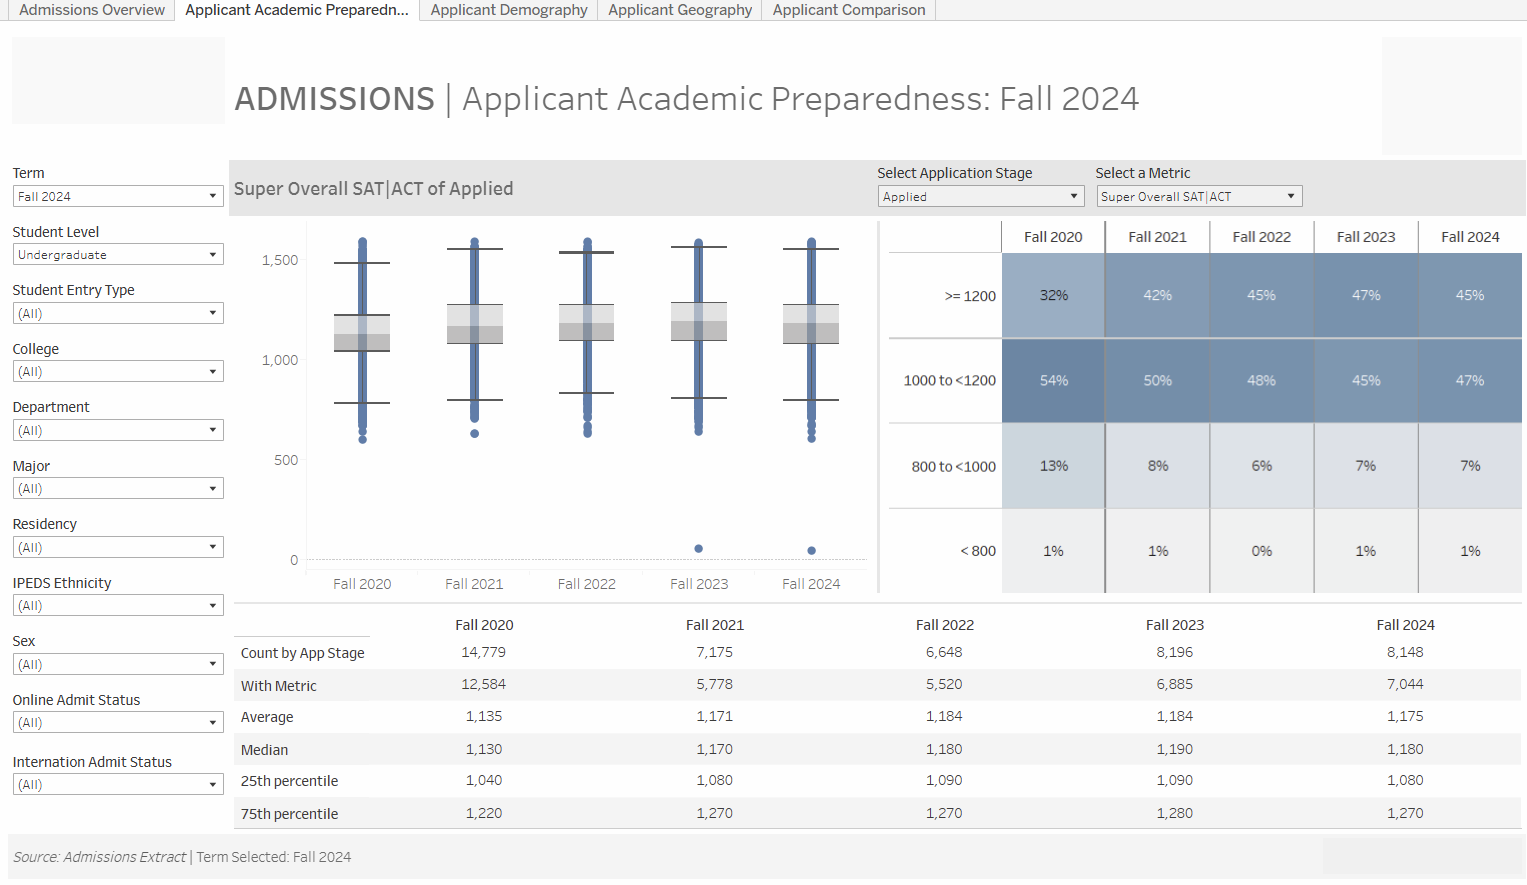 Admissions Overview
Applicant Academic Preparedn...
Applicant Demography
Applicant Geography
Applicant Comparison
ADMISSIONS | Applicant Academic Preparedness: Fall 2024
Term
Fall 2024
Student Level
Undergraduate
Student Entry Type
(All)
College
(All)
Department
(All)
Major
(All)
Residency
(All)
IPEDS Ethnicity
(All)
Sex
(All)
Online Admit Status
(All)
Internation Admit Status
(All)
Super Overall SAT|ACT of Applied
Select Application Stage
Applied
Select a Metric
Super Overall SAT|ACT
1,500
1,000
500
0
Fall 2020 Fall 2021 Fall 2022 Fall 2023 Fall 2024
Fall 2020 Fall 2021 Fall 2022 Fall 2023 Fall 2024
>= 1200 32% 42% 45% 47% 45%
1000 to <1200 54% 50% 48% 45% 47%
800 to <1000 13% 8% 6% 7% 7%
< 800 1% 1% 0% 1% 1%
Fall 2020 Fall 2021 Fall 2022 Fall 2023 Fall 2024
Count by App Stage 14,779 7,175 6,648 8,196 8,148
With Metric 12,584 5,778 5,520 6,885 7,044
Average 1,135 1,171 1,184 1,184 1,175
Median 1,130 1,170 1,180 1,190 1,180
25th percentile 1,040 1,080 1,090 1,090 1,080
75th percentile 1,220 1,270 1,270 1,280 1,270
Source: Admissions Extract | Term Selected: Fall 2024